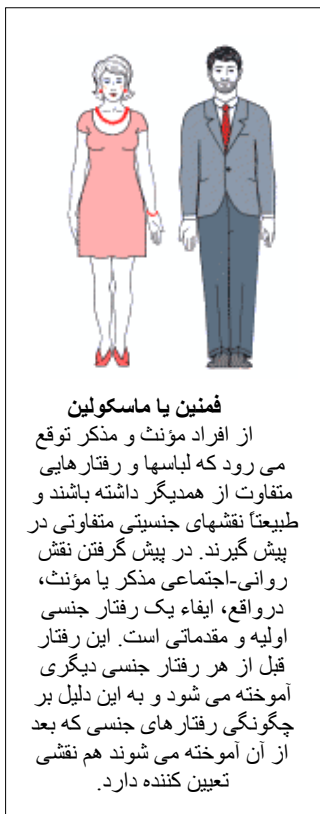 فمنین یا ماسکولین
از افراد مؤنث و مذکر توقع
می رود که لباسها و رفتارهایی
متفاوت از همدیگر داشته باشند و
طبیعتاً نقشهای جنسیتی متفاوتی در
پیش گیرند. در پیش گرفتن نقش
روانی-اجتماعی مذکر یا مؤنث،
درواقع، ایفاء یک رفتار جنسی
اولیه و مقدماتی است. این رفتار
قبل از هر رفتار جنسی دیگری
آموخته می شود و به این دلیل بر
چگونگی رفتارهای جنسی که بعد
از آن آموخته می شوند هم نقشی
تعیین کننده دارد.